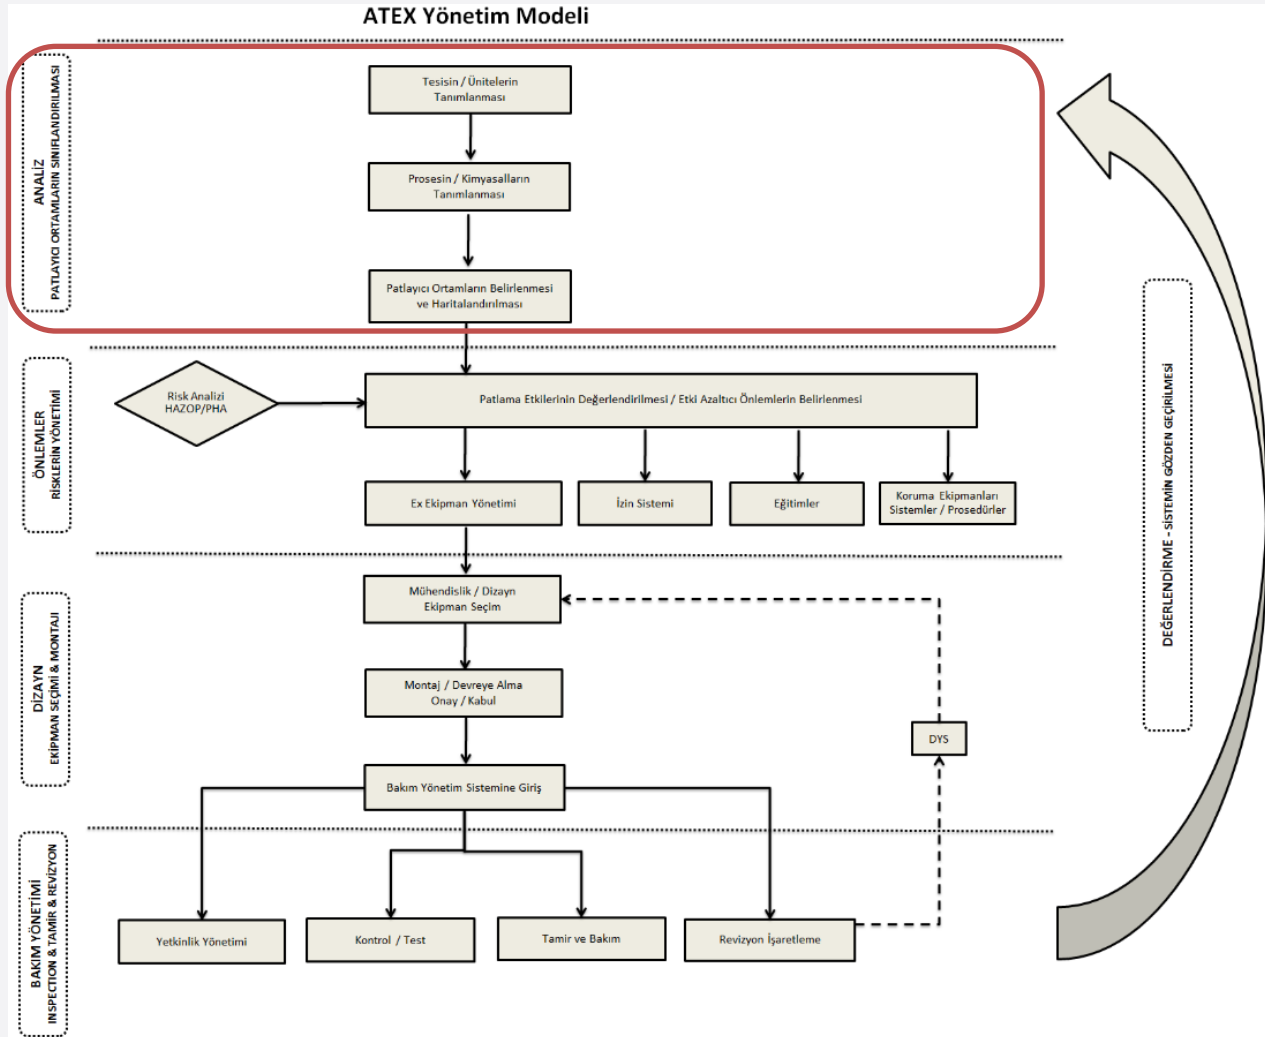 ATEX Yönetim Modeli
ANALİZ
PATLAYICI ORTAMLARIN SINIFLANDIRILMASI
Tesisin / Ünitelerin
Tanımlanması
Prosesin / Kimyasalların
Tanımlanması
Patlayıcı Ortamların Belirlenmesi
ve Haritalandırılması
ÖNLEMLER
RİSKLERİN YÖNETİMİ
Risk Analizi
HAZOP/PHA
Patlama Etkilerinin Değerlendirilmesi / Etki Azaltıcı Önlemlerin Belirlenmesi
Ex Ekipman Yönetimi
İzin Sistemi
Eğitimler
Koruma Ekipmanları
Sistemler / Prosedürler
DİZAYN
EKİPMAN SEÇİMİ & MONTAJI
Mühendislik / Dizayn
Ekipman Seçim
Montaj / Devreye Alma
Onay / Kabul
Bakım Yönetim Sistemine Giriş
DYS
BAKIM YÖNETİMİ
INSPECTION & TAMİR & REVİZYON
Yetkinlik Yönetimi
Kontrol / Test
Tamir ve Bakım
Revizyon İşaretleme
DEĞERLENDİRME - SİSTEMİN GÖZDEN GEÇİRİLMESİ